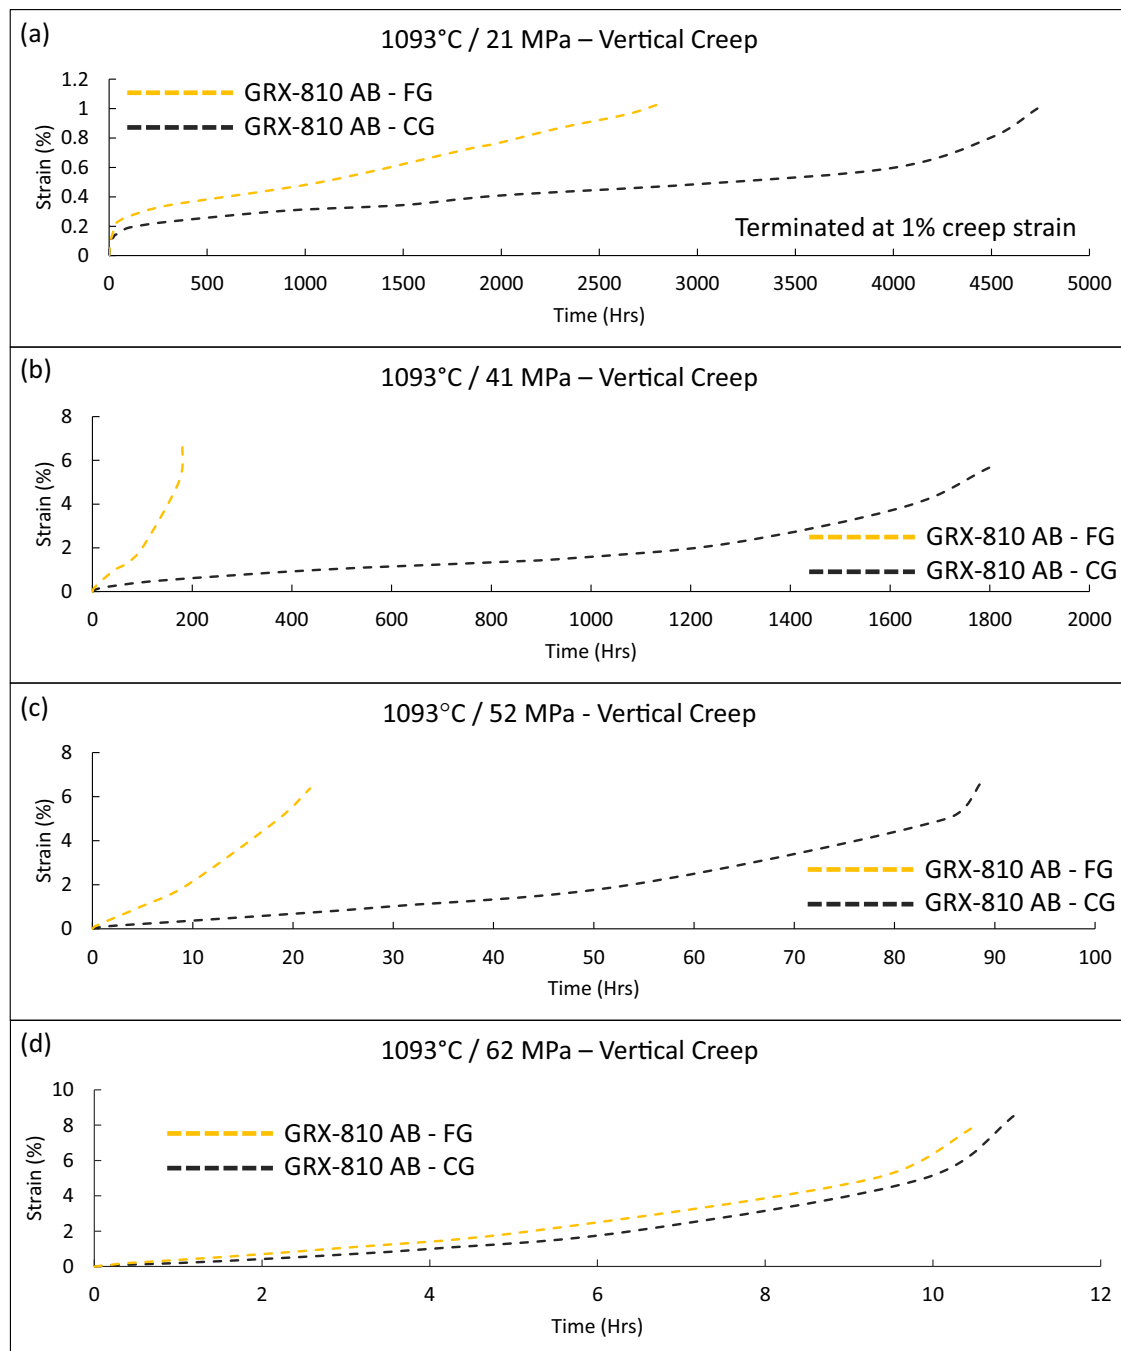 (a)
1093°C / 21 MPa – Vertical Creep
1.2
1
0.8
0.6
0.4
0.2
0
Strain (%)
GRX-810 AB - FG
GRX-810 AB - CG
Terminated at 1% creep strain
0 500 1000 1500 2000 2500 3000 3500 4000 4500 5000
Time (Hrs)
(b)
1093°C / 41 MPa – Vertical Creep
8
6
4
2
0
Strain (%)
GRX-810 AB - FG
GRX-810 AB - CG
0 200 400 600 800 1000 1200 1400 1600 1800 2000
Time (Hrs)
(c)
1093°C / 52 MPa - Vertical Creep
8
6
4
2
0
Strain (%)
GRX-810 AB - FG
GRX-810 AB - CG
0 10 20 30 40 50 60 70 80 90 100
Time (Hrs)
(d)
1093°C / 62 MPa – Vertical Creep
10
8
6
4
2
0
Strain (%)
GRX-810 AB - FG
GRX-810 AB - CG
0 2 4 6 8 10 12
Time (Hrs)